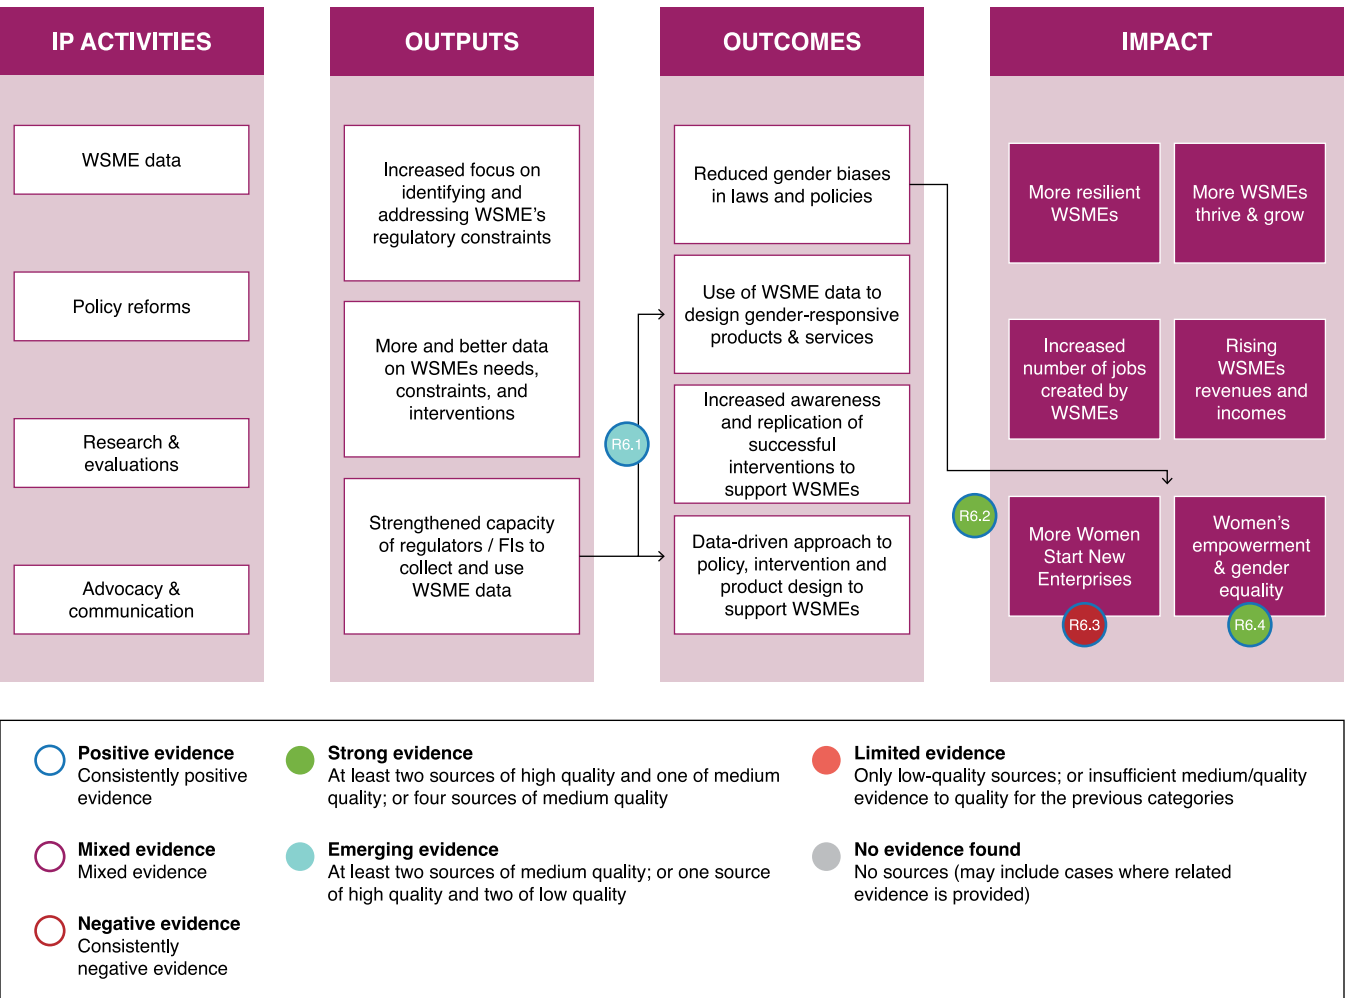 IP ACTIVITIES
WSME data
Policy reforms
Research &
evaluations
Advocacy &
communication
OUTPUTS
Increased focus on
identifying and
addressing WSME's
regulatory constraints
More and better data
on WSMEs needs,
constraints, and
interventions
Strengthened capacity
of regulators / FIs to
collect and use
WSME data
R6.1
OUTCOMES
Reduced gender biases
in laws and policies
Use of WSME data to
design gender-responsive
products & services
Increased awareness
and replication of
successful
interventions to
support WSMEs
Data-driven approach to
policy, intervention and
product design to
support WSMEs
R6.2
IMPACT
More resilient
WSMEs
More WSMEs
thrive & grow
Increased
number of jobs
created by
WSMEs
Rising
WSMEs
revenues and
incomes
More Women
Start New
Enterprises
R6.3
Women's
empowerment
& gender
equality
R6.4
Positive evidence
Consistently positive
evidence
Mixed evidence
Mixed evidence
Negative evidence
Consistently
negative evidence
Strong evidence
At least two sources of high quality and one of medium
quality; or four sources of medium quality
Emerging evidence
At least two sources of medium quality; or one source
of high quality and two of low quality
Limited evidence
Only low-quality sources; or insufficient medium/quality
evidence to quality for the previous categories
No evidence found
No sources (may include cases where related
evidence is provided)